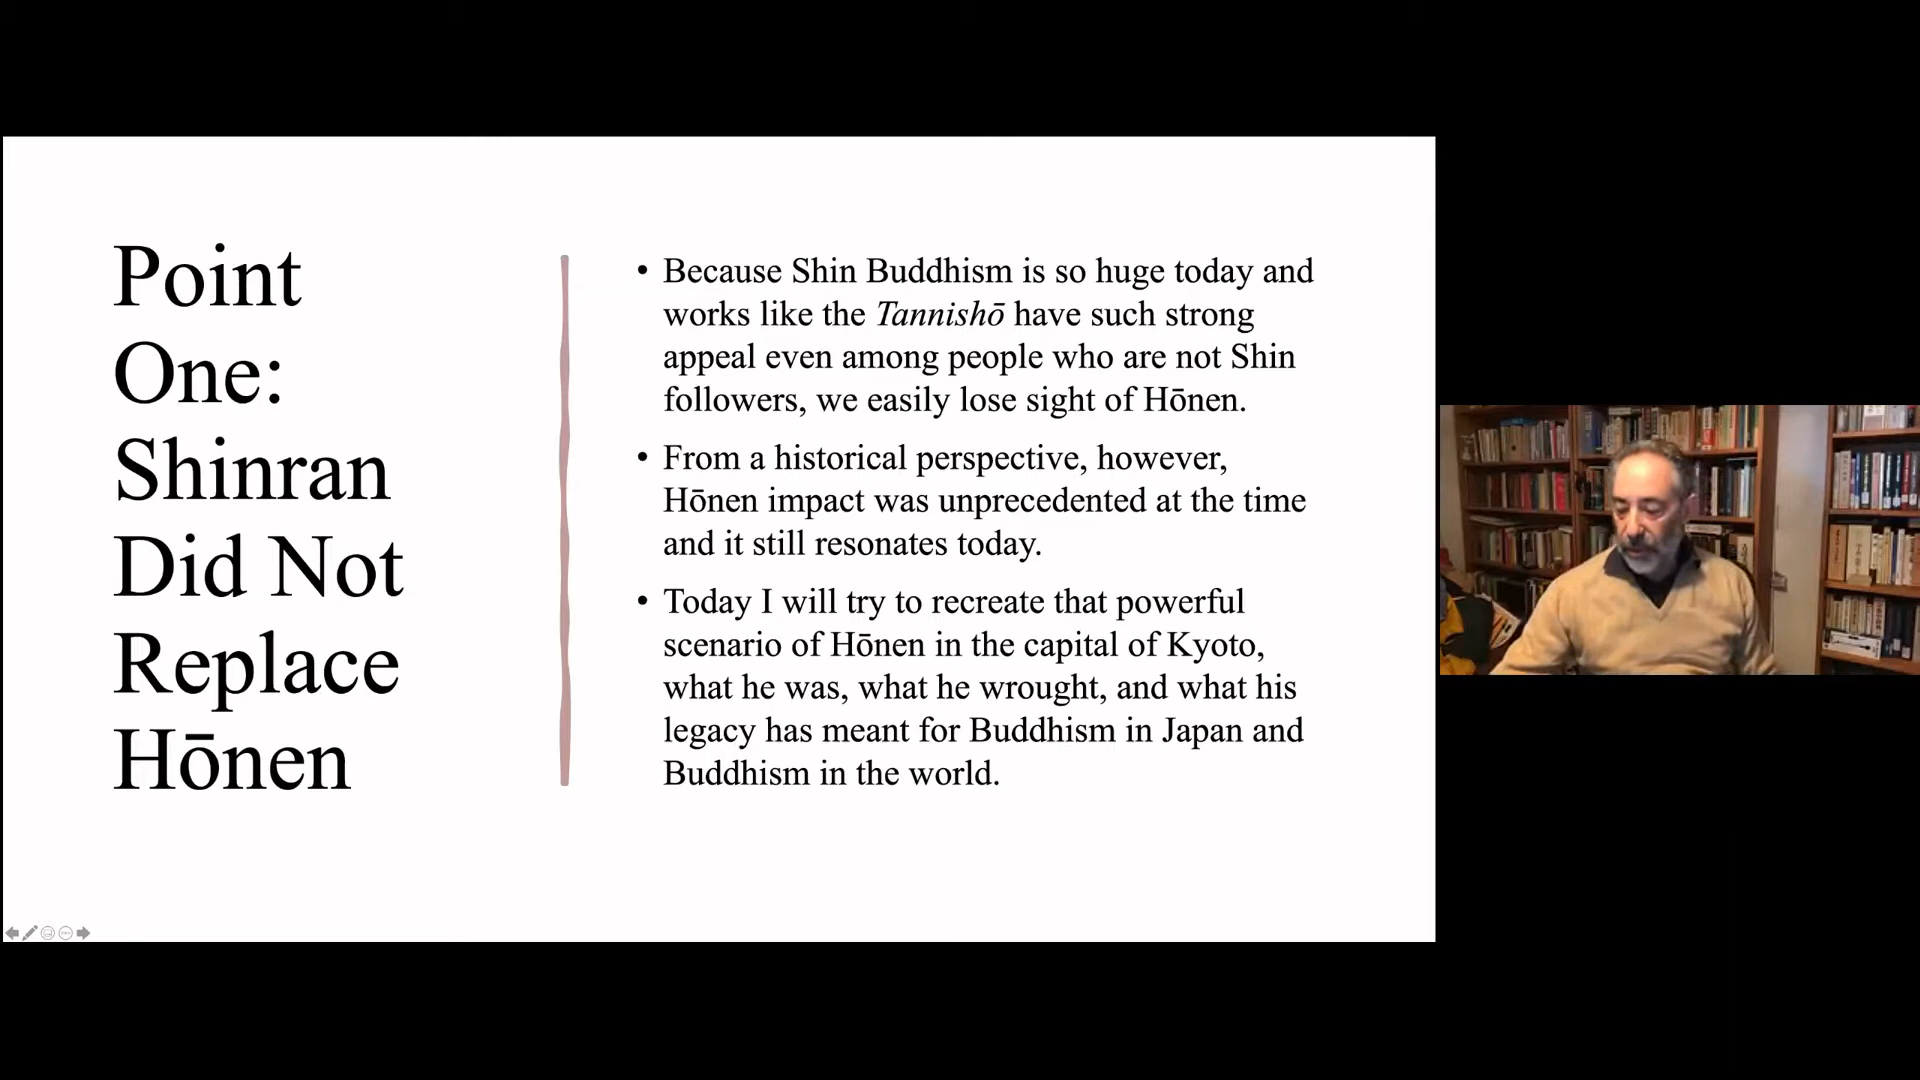 Point
One:
Shinran
Did Not
Replace
Hōnen
• Because Shin Buddhism is so huge today and
works like the Tannishō have such strong
appeal even among people who are not Shin
followers, we easily lose sight of Hōnen.
• From a historical perspective, however,
Hōnen impact was unprecedented at the time
and it still resonates today.
• Today I will try to recreate that powerful
scenario of Hōnen in the capital of Kyoto,
what he was, what he wrought, and what his
legacy has meant for Buddhism in Japan and
Buddhism in the world.